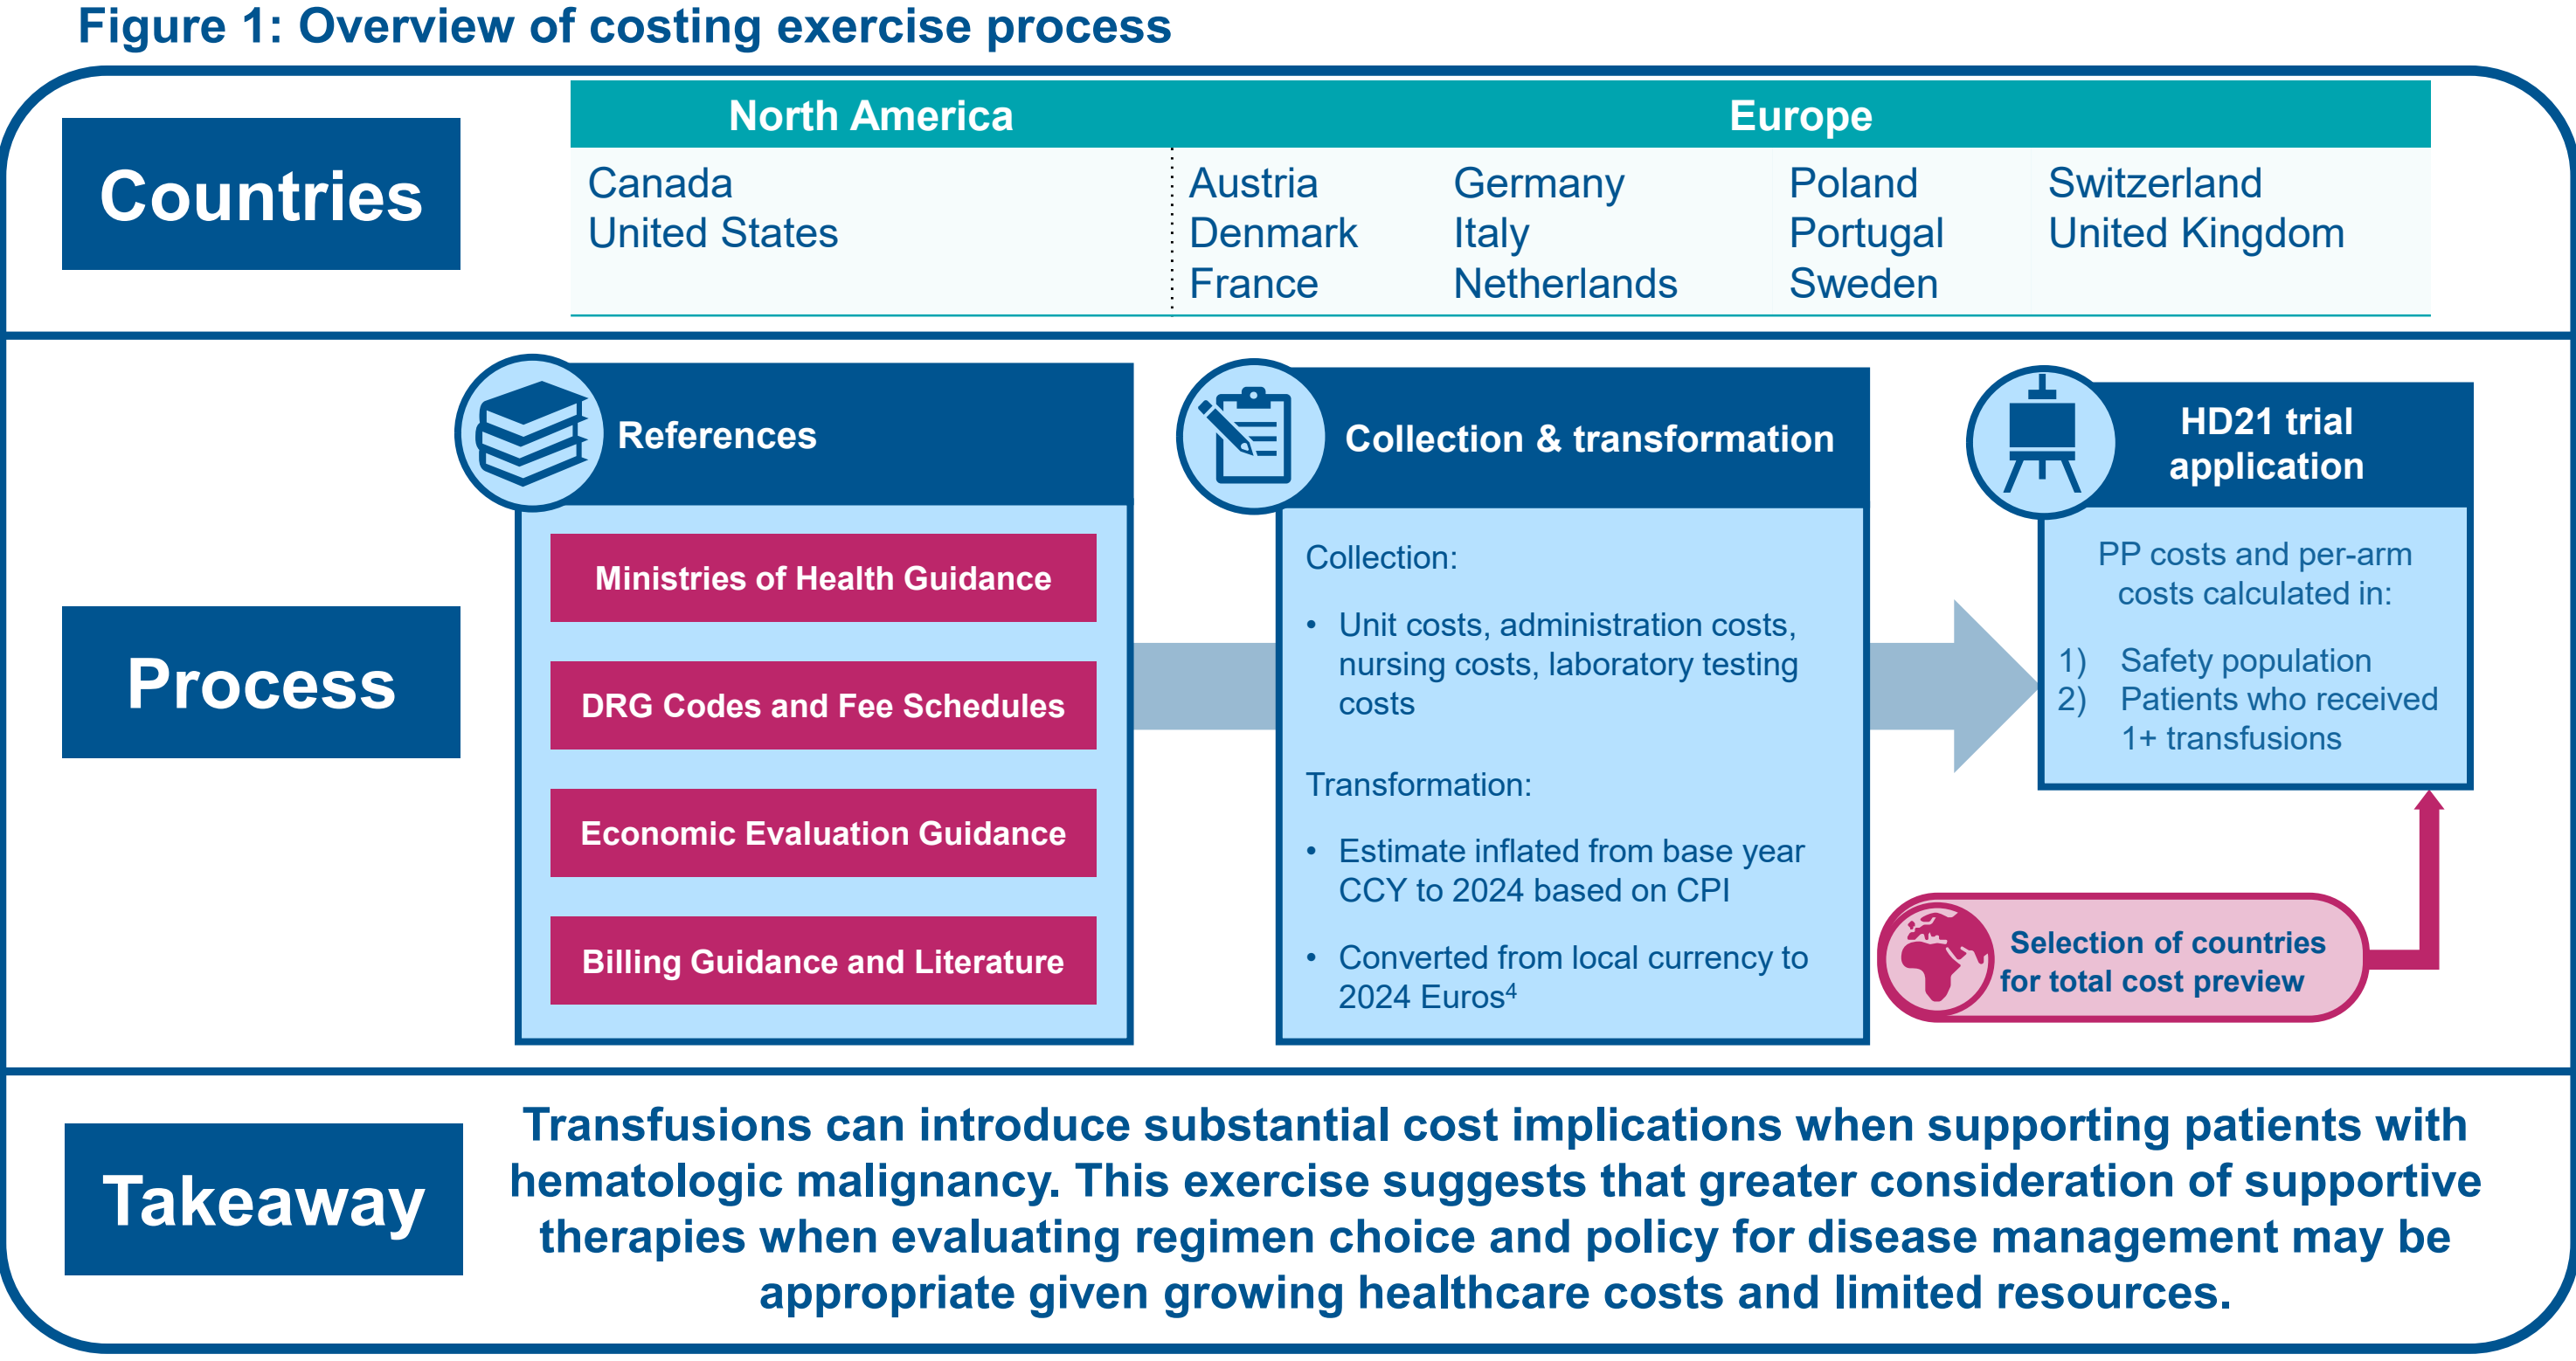 Figure 1: Overview of costing exercise process
Countries
North America
Europe
Canada
United States
Austria
Denmark
France
Germany
Italy
Netherlands
Poland
Portugal
Sweden
Switzerland
United Kingdom
Process
References
Ministries of Health Guidance
DRG Codes and Fee Schedules
Economic Evaluation Guidance
Billing Guidance and Literature
Collection & transformation
Collection:
• Unit costs, administration costs,
nursing costs, laboratory testing
costs
Transformation:
• Estimate inflated from base year
CCY to 2024 based on CPI
• Converted from local currency to
2024 Euros⁴
HD21 trial
application
PP costs and per-arm
costs calculated in:
1) Safety population
2) Patients who received
1+ transfusions
Selection of countries
for total cost preview
Takeaway
Transfusions can introduce substantial cost implications when supporting patients with
hematologic malignancy. This exercise suggests that greater consideration of supportive
therapies when evaluating regimen choice and policy for disease management may be
appropriate given growing healthcare costs and limited resources.